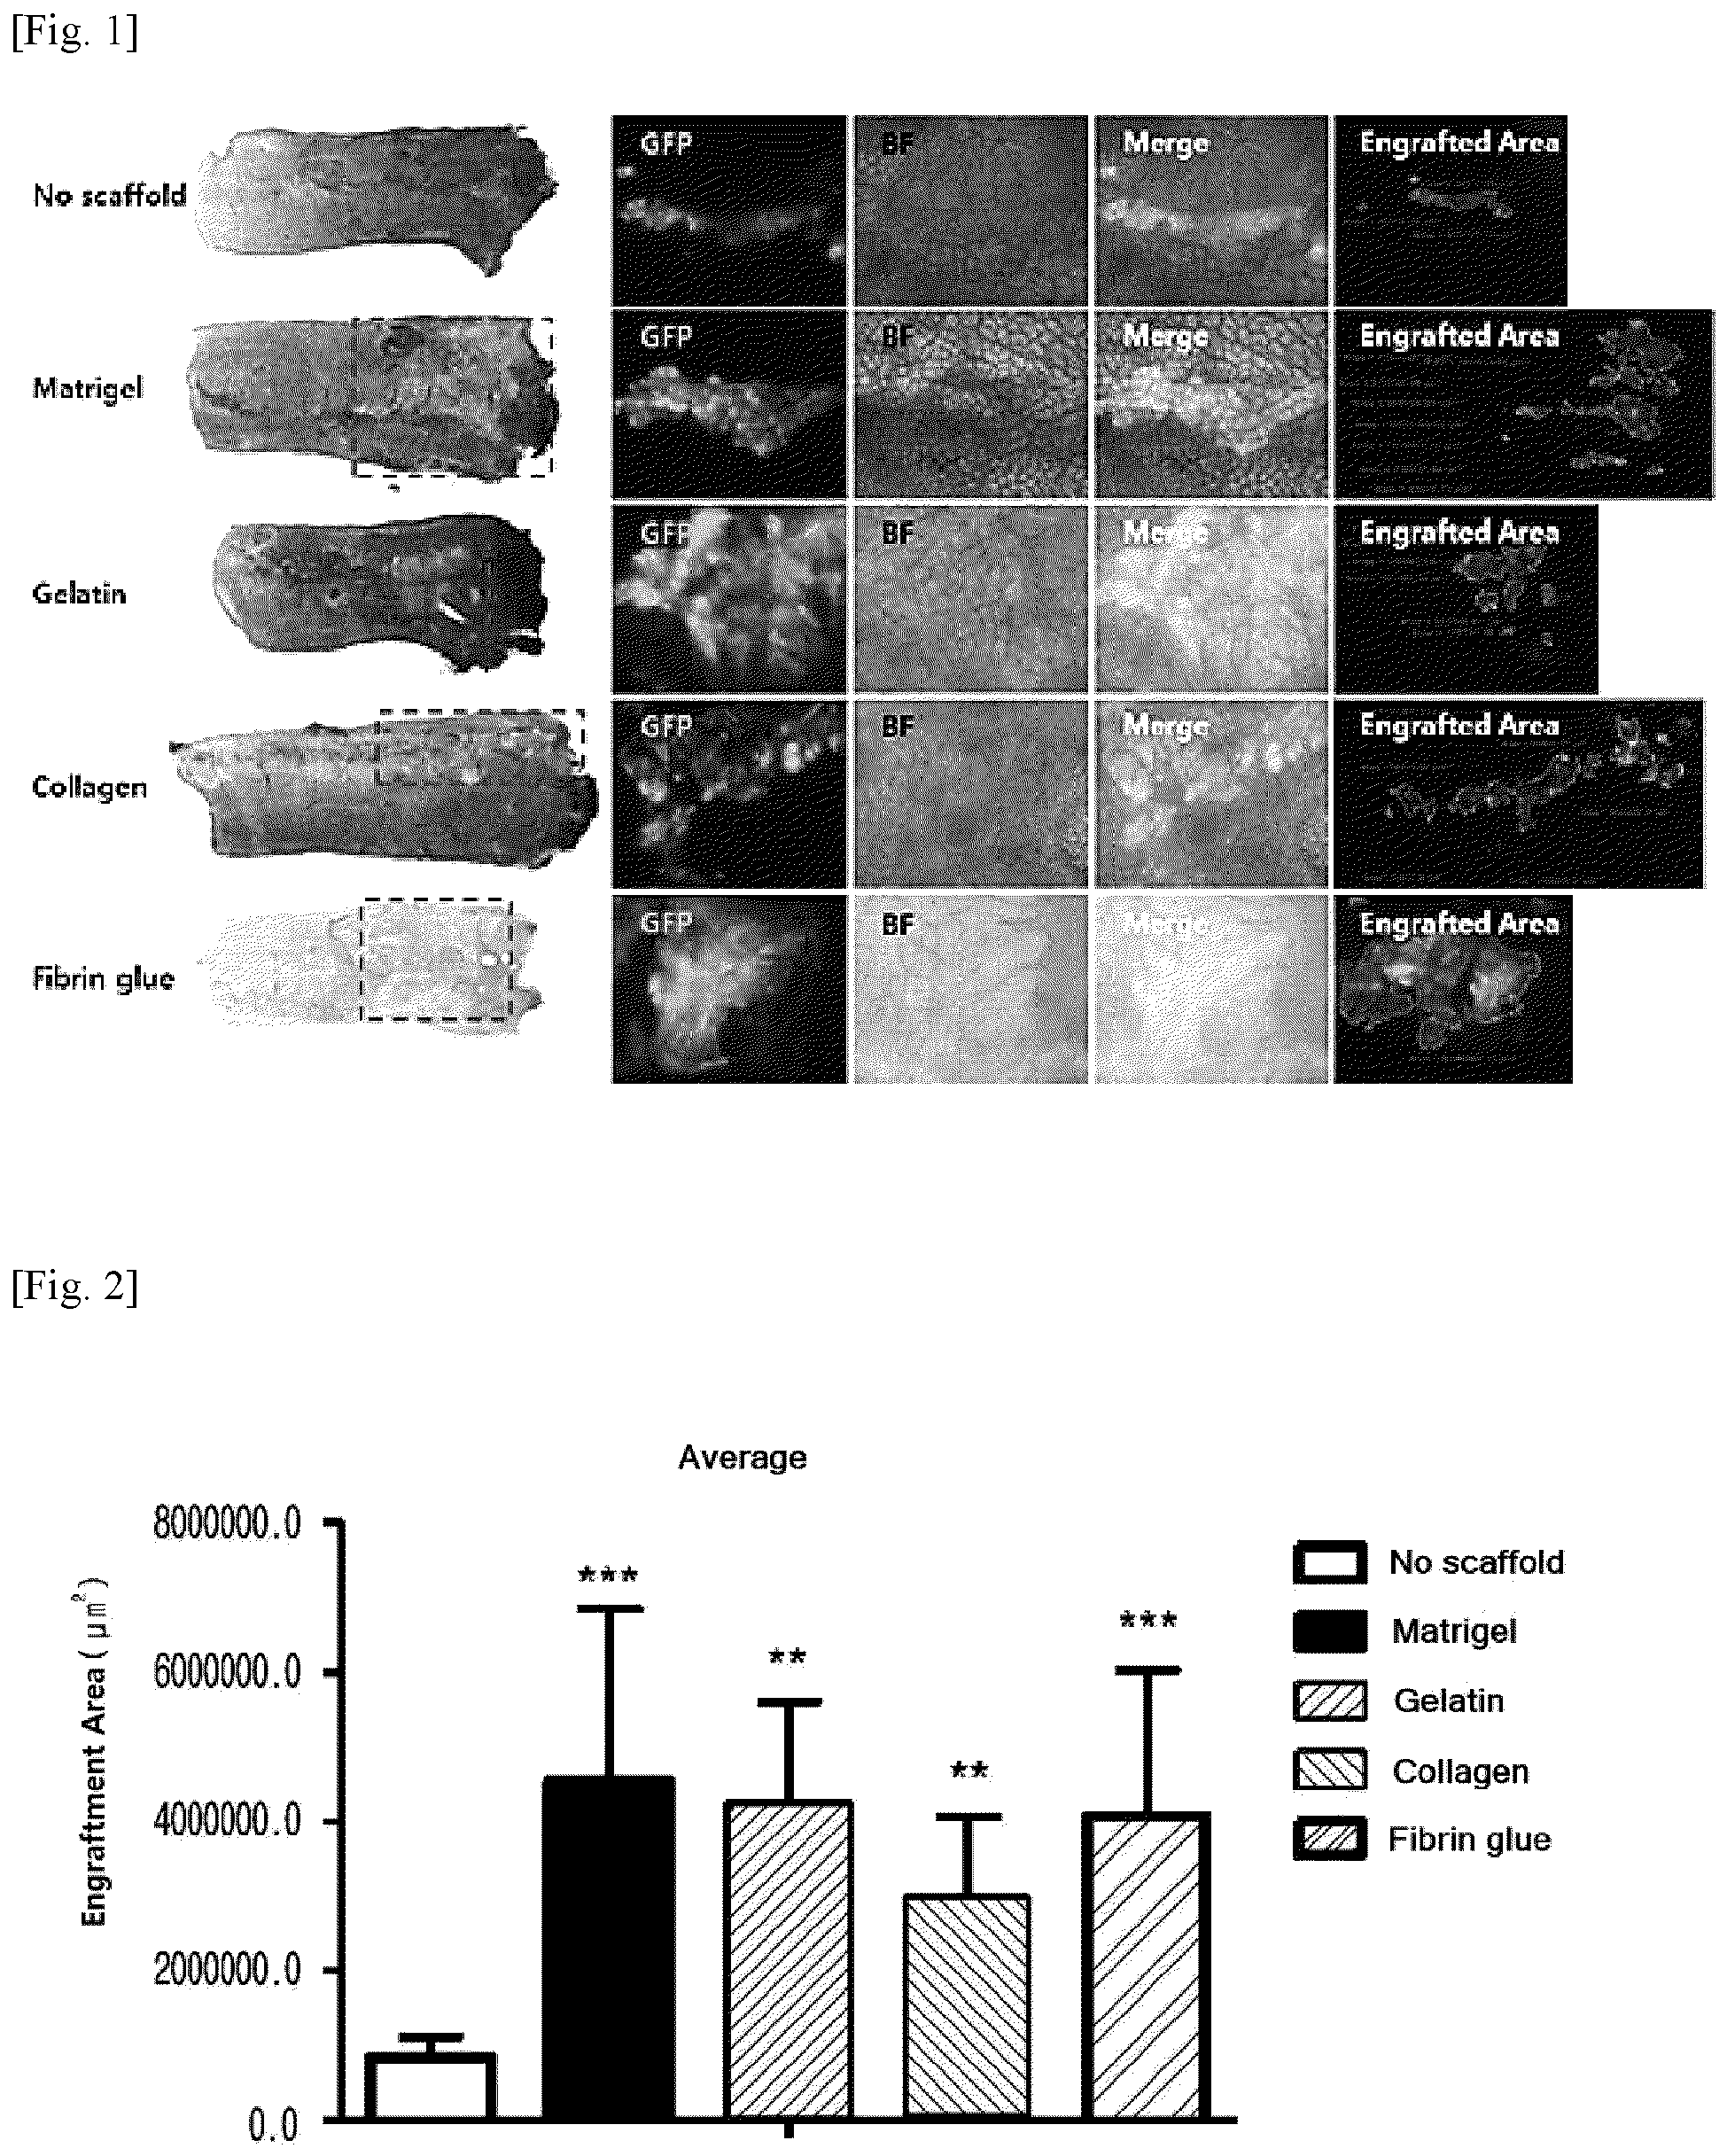 [Fig. 1]
No scaffold
GFP
BF
Merge
Engrafted Area
Matrigel
GFP
BF
Merge
Engrafted Area
Gelatin
GFP
BF
Merge
Engrafted Area
Collagen
GFP
BF
Merge
Engrafted Area
Fibrin glue
GFP
BF
Merge
Engrafted Area
[Fig. 2]
Average
Engraftment Area ( μm²)
8000000.0
6000000.0
4000000.0
2000000.0
0.0
***
**
**
***
No scaffold
Matrigel
Gelatin
Collagen
Fibrin glue